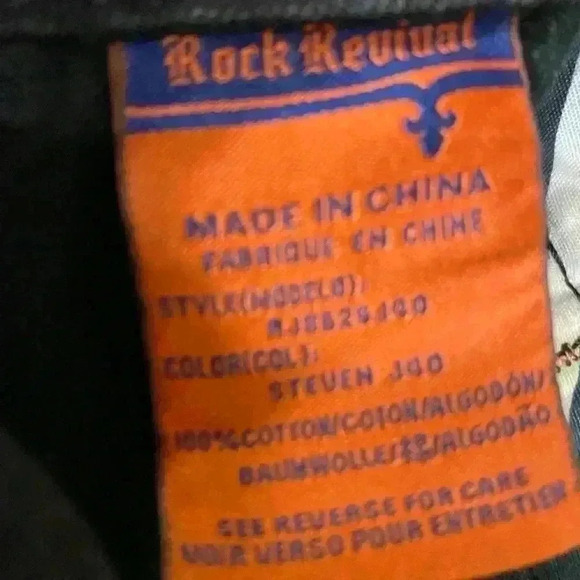 Rock Revival
MADE IN CHINA
FABRIQUE EN CHINE
STYLE(MODELO):
COLOR(COL):
STEVEN J40
100%COTTON/COTON/ALGODÓN/
BAUMWOLLE/棉/ALGODÃO
SEE REVERSE FOR CARE
VOIR VERSO POUR ENTRETIEN